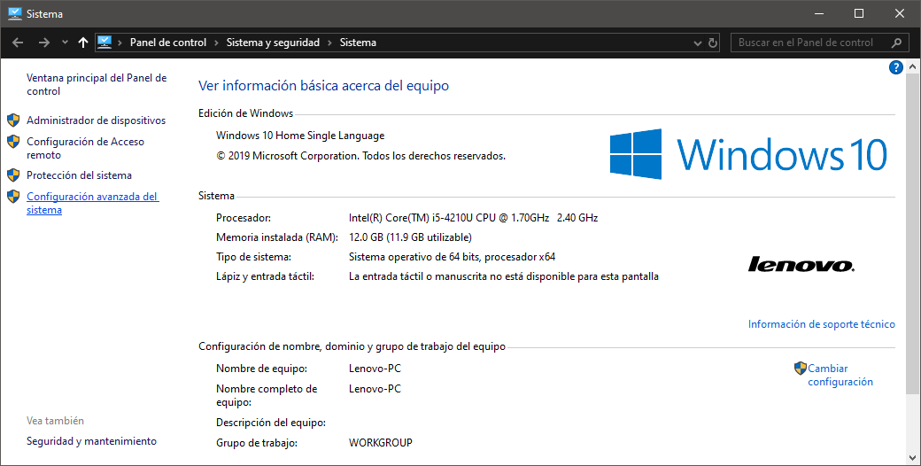 Sistema
Panel de control
Sistema y seguridad
Sistema
Buscar en el Panel de control
Ventana principal del Panel de
control
Administrador de dispositivos
Configuración de Acceso
remoto
Protección del sistema
Configuración avanzada del
sistema
Vea también
Seguridad y mantenimiento
?
Ver información básica acerca del equipo
Edición de Windows
Windows 10 Home Single Language
© 2019 Microsoft Corporation. Todos los derechos reservados.
Windows 10
Sistema
Procesador: Intel(R) Core(TM) i5-4210U CPU @ 1.70GHz 2.40 GHz
Memoria instalada (RAM): 12.0 GB (11.9 GB utilizable)
Tipo de sistema: Sistema operativo de 64 bits, procesador x64
Lápiz y entrada táctil: La entrada táctil o manuscrita no está disponible para esta pantalla
lenovo.
Información de soporte técnico
Configuración de nombre, dominio y grupo de trabajo del equipo
Nombre de equipo: Lenovo-PC
Nombre completo de
equipo: Lenovo-PC
Descripción del equipo:
Grupo de trabajo: WORKGROUP
Cambiar
configuración